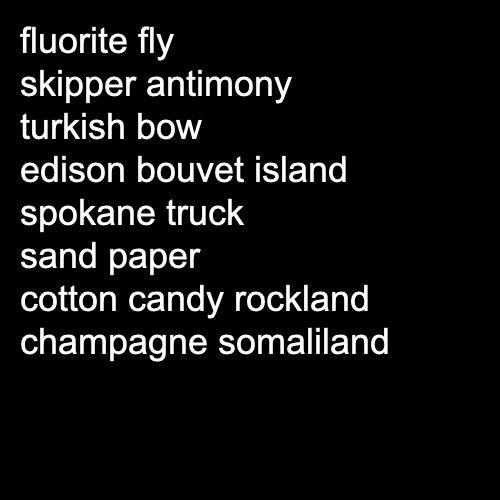 fluorite fly
skipper antimony
turkish bow
edison bouvet island
spokane truck
sand paper
cotton candy rockland
champagne somaliland